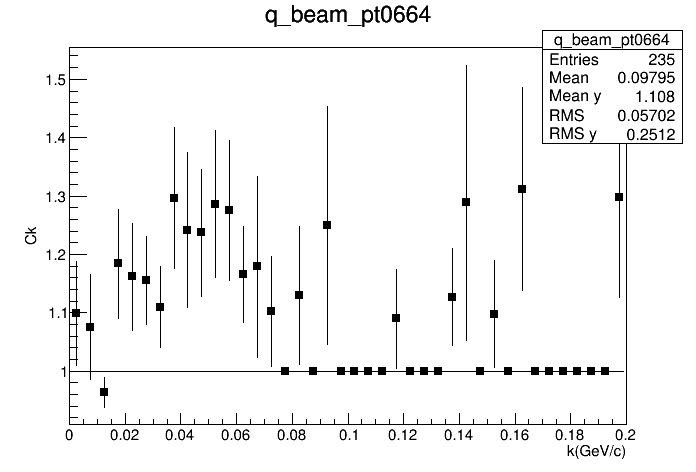 q_beam_pt0664
q_beam_pt0664
Entries 235
Mean 0.09795
Mean y 1.108
RMS 0.05702
RMS y 0.2512
Ck
1.5
1.4
1.3
1.2
1.1
1
0 0.02 0.04 0.06 0.08 0.1 0.12 0.14 0.16 0.18 0.2
k(GeV/c)